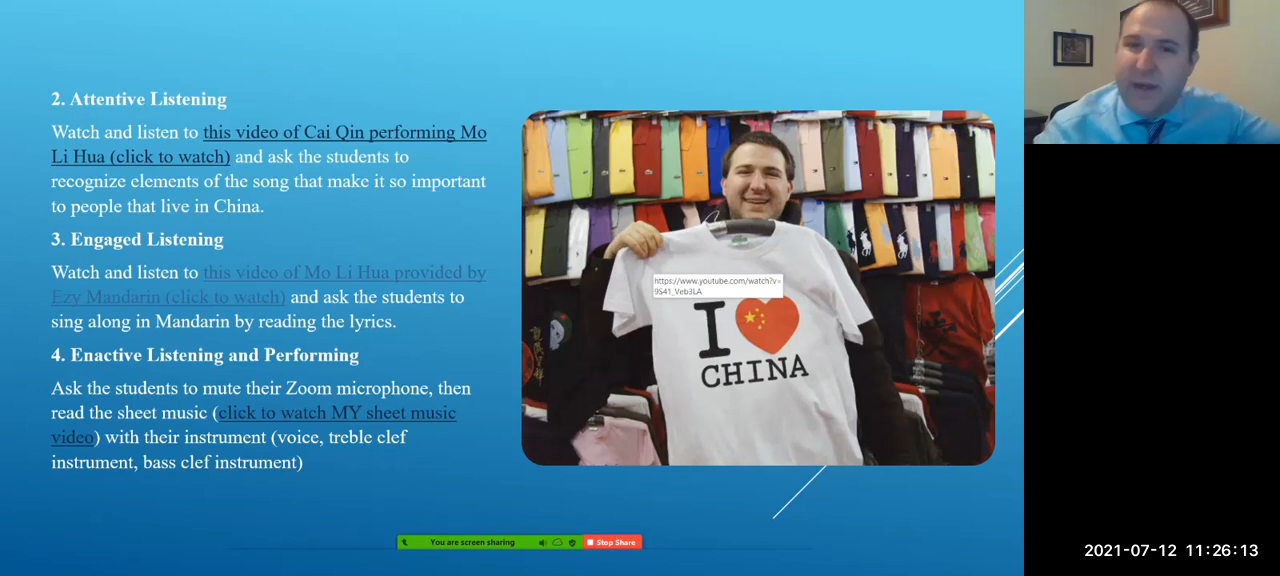 2. Attentive Listening
Watch and listen to this video of Cai Qin performing Mo
Li Hua (click to watch) and ask the students to
recognize elements of the song that make it so important
to people that live in China.
3. Engaged Listening
Watch and listen to this video of Mo Li Hua provided by
Ezy Mandarin (click to watch) and ask the students to
sing along in Mandarin by reading the lyrics.
4. Enactive Listening and Performing
Ask the students to mute their Zoom microphone, then
read the sheet music (click to watch MY sheet music
video) with their instrument (voice, treble clef
instrument, bass clef instrument)
https://www.youtube.com/watch?v=
9S41_Veb3LA
I
CHINA
You are screen sharing
Stop Share
2021-07-12 11:26:13